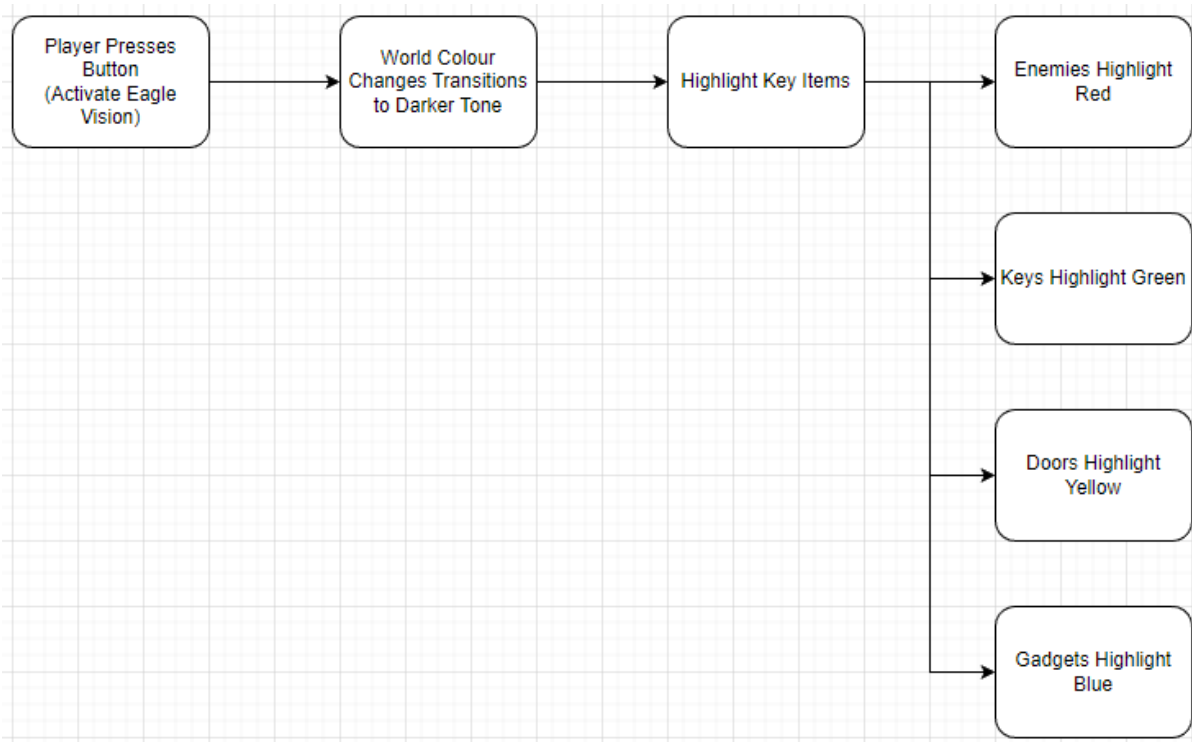 Player Presses
Button
(Activate Eagle
Vision)
World Colour
Changes Transitions
to Darker Tone
Highlight Key Items
Enemies Highlight
Red
Keys Highlight Green
Doors Highlight
Yellow
Gadgets Highlight
Blue